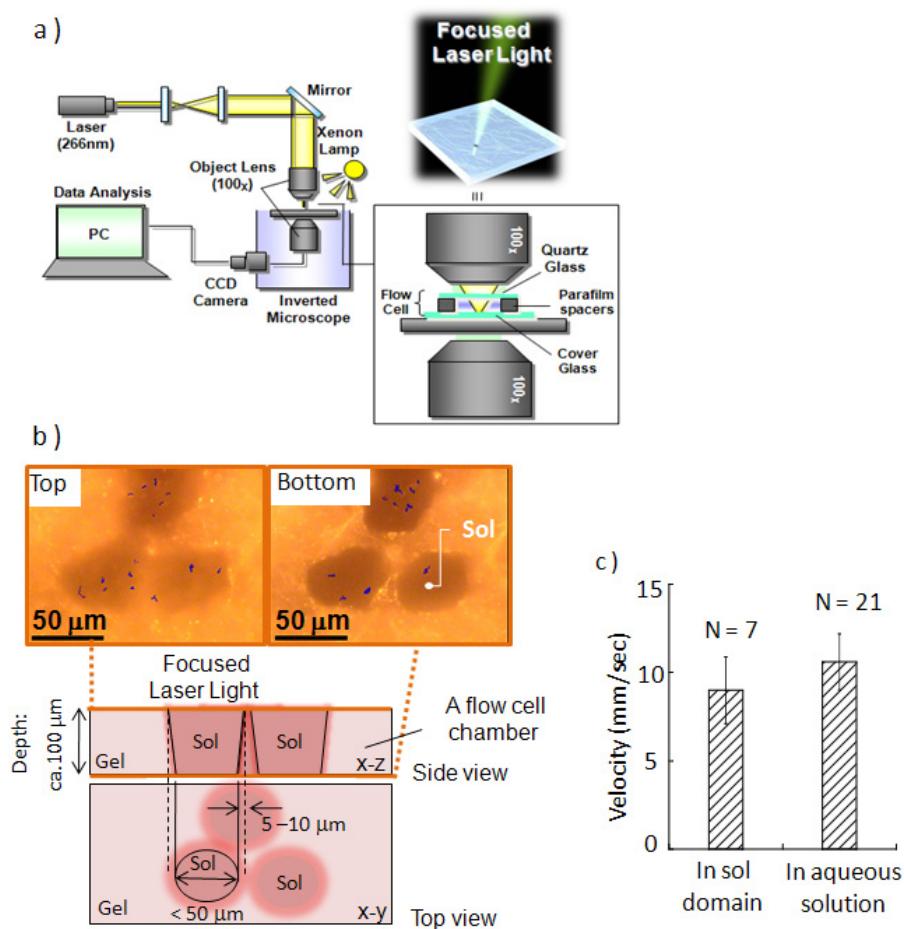 a )
Focused
Laser Light
Mirror
Laser
(266nm)
Xenon
Lamp
Object Lens
(100x)
Data Analysis
PC
CCD
Camera
Inverted
Microscope
=
100x
Quartz
Glass
Flow
Cell
Parafilm
spacers
Cover
Glass
100x
b )
Top
50 μm
Bottom
Sol
50 μm
Focused
Laser Light
Depth:
ca.100 μm
Gel
Sol
Sol
x-z
A flow cell
chamber
Side view
5 –10 μm
Sol
Sol
Gel
< 50 μm
x-y
Top view
c )
Velocity (mm/sec)
15
10
5
0
N = 7
N = 21
In sol
domain
In aqueous
solution